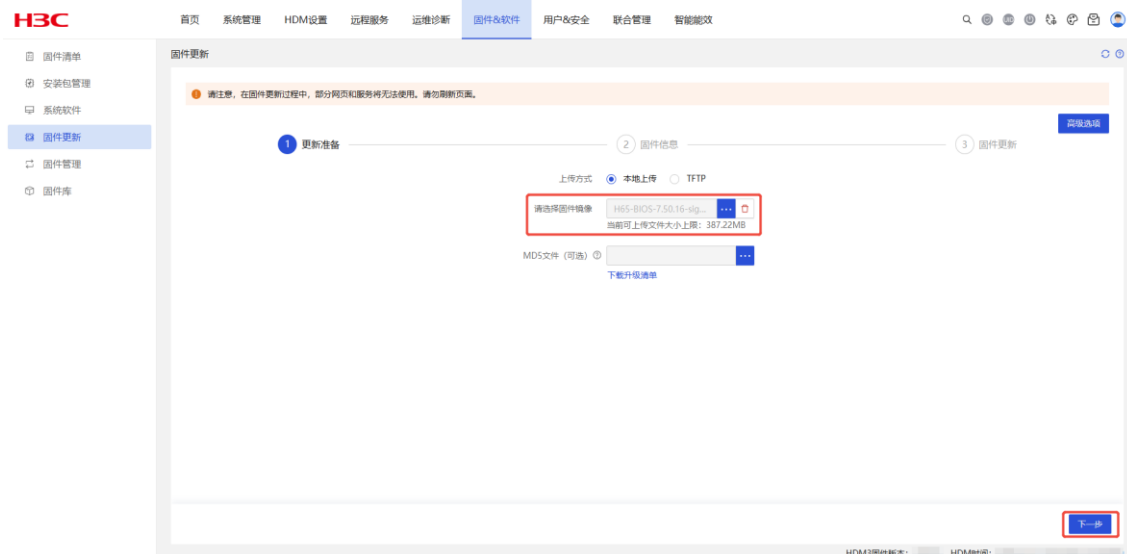 H3C
首页 系统管理 HDM设置 远程服务 运维诊断 固件&软件 用户&安全 联合管理 智能能效
固件清单
安装包管理
系统软件
固件更新
固件管理
固件库
固件更新
请注意，在固件更新过程中，部分网页和服务将无法使用。请勿刷新页面。
高级选项
1 更新准备 2 固件信息 3 固件更新
上传方式 本地上传 TFTP
请选择固件镜像 H65-BIOS-7.50.16-sig... ...
当前可上传文件大小上限：387.22MB
MD5文件（可选） ...
下载升级清单
下一步
HDM3固件版本： HDM时间：